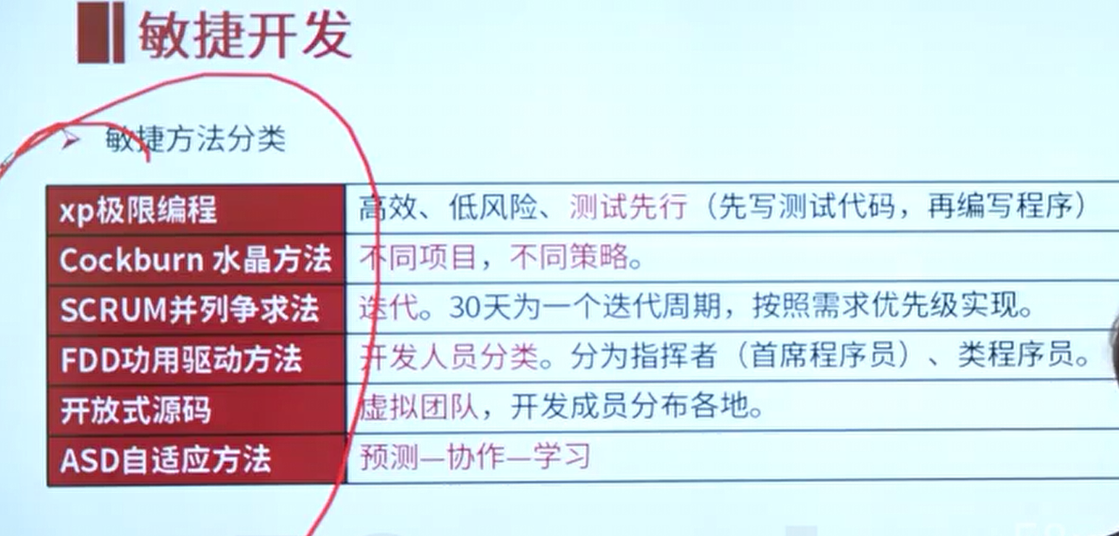 敏捷开发
敏捷方法分类
xp极限编程 高效、低风险、测试先行（先写测试代码，再编写程序）
Cockburn 水晶方法 不同项目，不同策略。
SCRUM并列争求法 迭代。30天为一个迭代周期，按照需求优先级实现。
FDD功用驱动方法 开发人员分类。分为指挥者（首席程序员）、类程序员。
开放式源码 虚拟团队，开发成员分布各地。
ASD自适应方法 预测—协作—学习